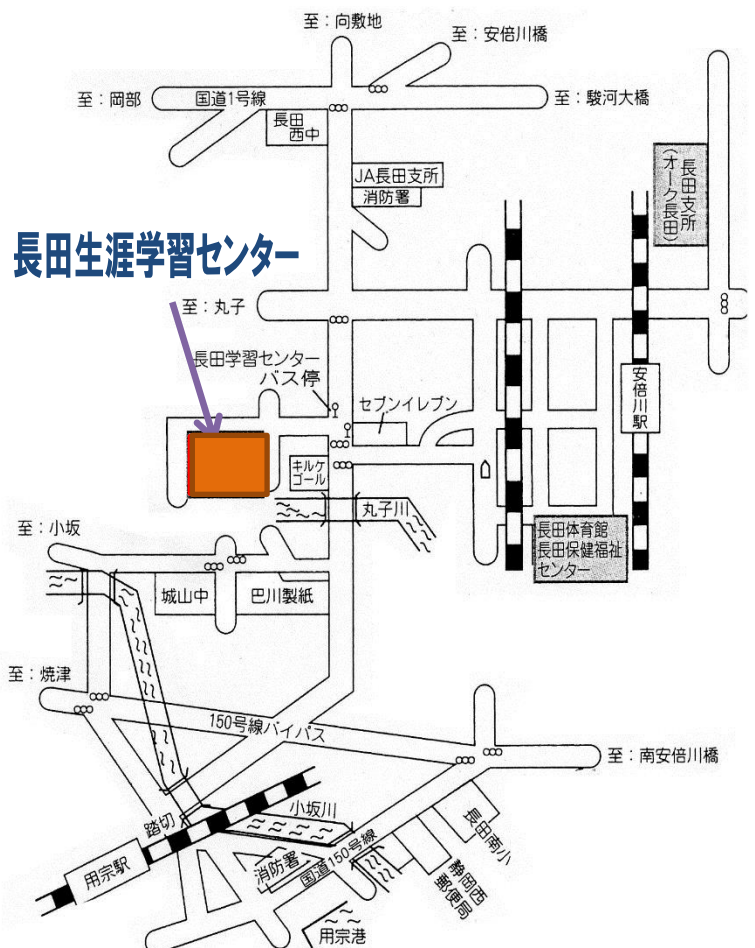 至：向敷地
至：安倍川橋
至：岡部
国道1号線
至：駿河大橋
長田
西中
JA長田支所
消防署
長田支所
（オーク長田）
長田生涯学習センター
至：丸子
長田学習センター
バス停
セブンイレブン
安倍川駅
キルケ
ゴール
丸子川
至：小坂
長田体育館
長田保健福祉
センター
城山中
巴川製紙
至：焼津
150号線バイパス
至：南安倍川橋
小坂川
踏切
長田南小
用宗駅
消防署
国道150号線
静岡西
郵便局
用宗港